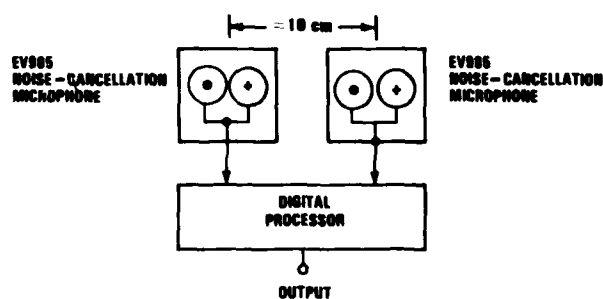 ≈10 cm
EV985
NOISE-CANCELLATION
MICROPHONE
EV985
NOISE-CANCELLATION
MICROPHONE
DIGITAL
PROCESSOR
OUTPUT